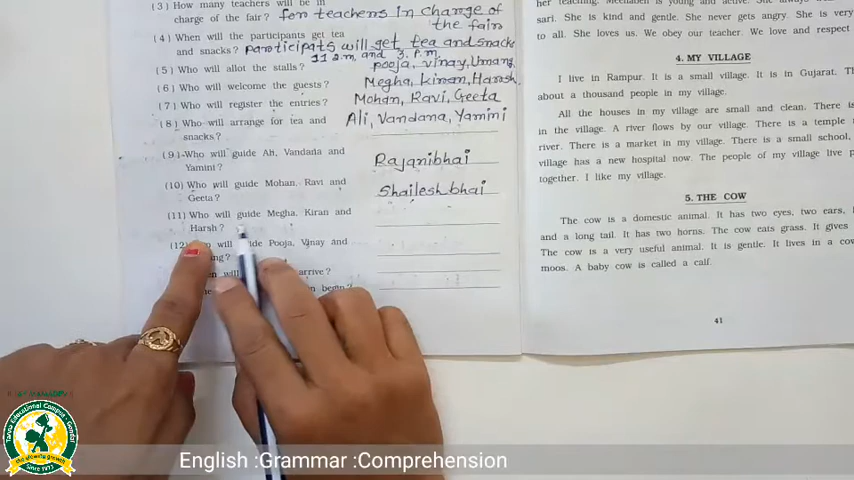 (3) How many teachers will be in
charge of the fair? four teachers in charge of
the fair
(4) When will the participants get tea
and snacks? paroticipats will get tea and snacks
11 a.m. and 3. P.m.
(5) Who will allot the stalls? pooja, vinay, Umang,
(6) Who will welcome the guests? Megha, kiran, Harash.
(7) Who will register the entries? Mohan, Ravi, Geeta
(8) Who will arrange for tea and Ali, Vandana, Yamini
snacks?
(9) Who will guide Ali, Vandana and
Yamini? Rajanibhai
(10) Who will guide Mohan, Ravi and
Geeta? Shailesh bhai
(11) Who will guide Megha, Kiran and
Harsh?
(12 will guide Pooja, Vinay and
arrive?
begin?
her teaching. Meenaben is young and active. She
sari. She is kind and gentle. She never gets angry. She is very
to all. She loves us. We obey our teacher. We love and respect
4. MY VILLAGE
I live in Rampur. It is a small village. It is in Gujarat.
about a thousand people in my village.
All the houses in my village are small and clean. There is
in the village. A river flows by our village. There is a temple
river. There is a market in my village. There is a small school,
village has a new hospital now. The people of my village live
together. I like my village.
5. THE COW
The cow is a domestic animal. It has two eyes, two ears,
and a long tail. It has two horns. The cow eats grass. It gives
The cow is a very useful animal. It is gentle. It lives in a
moos. A baby cow is called a calf.
41
English :Grammar :Comprehension